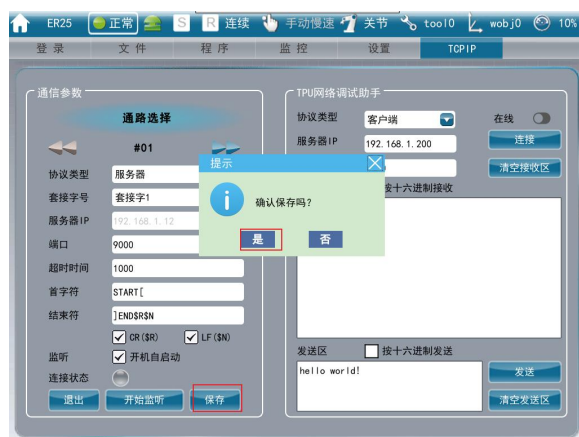 ER25 正常 S R 连续 手动慢速 关节 tool0 wobj0 10%
登录 文件 程序 监控 设置 TCPIP
通信参数
通路选择
#01
协议类型 服务器
套接字号 套接字1
服务器IP 192.168.1.12
端口 9000
超时时间 1000
首字符 START[
结束符 ]END$R$N
CR($R) LF($N)
监听 开机自启动
连接状态
退出 开始监听 保存
TPU网络调试助手
协议类型 客户端 在线
服务器IP 192.168.1.200 连接
清空接收区
按十六进制接收
提示
确认保存吗?
是 否
发送区 按十六进制发送
hello world!
发送
清空发送区